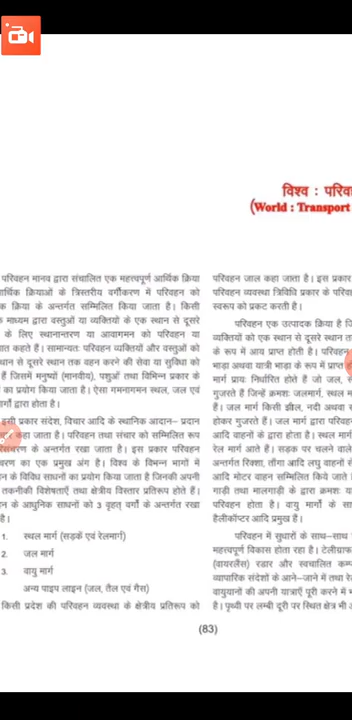 विश्व : परिव
(World : Transport
परिवहन मानव द्वारा संचालित एक महत्वपूर्ण आर्थिक क्रिया
आर्थिक क्रियाओं के त्रिस्तरीय वर्गीकरण में परिवहन को
क क्रिया के अन्तर्गत सम्मिलित किया जाता है। किसी
माध्यम द्वारा वस्तुओं या व्यक्तियो के एक स्थान से दूसरे
के लिए स्थानान्तरण या आवागमन को परिवहन या
ात कहते हैं। सामान्यतः परिवहन व्यक्तियों और वस्तुओं को
थान से दूसरे स्थान तक वहन करने की सेवा या सुविधा को
हैं जिसमें मनुष्यों (मानवीय), पशुओं तथा विभिन्न प्रकार के
का प्रयोग किया जाता है। ऐसा गमनागमन स्थल, जल एवं
ार्गो द्वारा होता है।
इसी प्रकार संदेश, विचार आदि के स्थानिक आदान – प्रदान
कहा जाता है। परिवहन तथा संचार को सम्मिलित रूप
संचरण के अन्तर्गत रखा जाता है। इस प्रकार परिवहन
चरण का एक प्रमुख अंग है। विश्व के विभन्न भागों में
न के विविध साधनों का प्रयोग किया जाता है जिनकी अपनी
तकनीकी विशेषताएँ तथा क्षेत्रीय विस्तार प्रतिरूप होते हैं।
न के आधुनिक साधनों को 3 वृहत् वर्गो के अन्तर्गत रखा
है।
1. स्थल मार्ग (सड़कें एवं रेलमार्ग)
2. जल मार्ग
3. वायु मार्ग
अन्य पाइप लाइन (जल, तैल एवं गैस)
किसी प्रदेश की परिवहन व्यवस्था के क्षेत्रीय प्रतिरूप को
परिवहन जाल कहा जाता है। इस प्रकार
परिवहन व्यवस्था त्रिविधि प्रकार के परिव
स्वरूप को प्रकट करती है।
परिवहन एक उत्पादक क्रिया है जि
व्यक्तियों को एक स्थान से दूसरे स्थान त
के रूप में आय प्राप्त होती है। परिवहन
भाड़ा अथवा यात्री भाड़ा के रूप में प्राप्त
मार्ग प्रायः निर्धारित होते हैं जो जल, स
गुजरते हैं जिन्हें क्रमशः जलमार्ग, स्थल म
हैं। जल मार्ग किसी झील, नदी अथवा स
होकर गुजरते हैं। जल मार्ग द्वारा परिव
आदि वाहनों के द्वारा होता है। स्थल मार्ग
रेल मार्ग आते हैं। सड़क पर चलने वाले
अन्तर्गत रिक्शा, ताँगा आदि लघु वाहनों से
आदि मोटर वाहन सम्मिलित किये जाते
गाड़ी तथा मालगाड़ी के द्वारा क्रमशः या
परिवहन होता है। वायु मार्गो के सा
हैलीकॉप्टर आदि प्रमुख हैं।
परिवहन में सुधारों के साथ–साथ
महत्वपूर्ण विकास होता रहा है। टेलीग्राफ
(वायरलैंस) रडार और स्वचालित कम्प
व्यापारिक संदेशों के आने–जाने में तथा रे
वायुयानों की अपनी यात्राएँ पूरी करने में भ
है। पृथ्वी पर लम्बी दूरी पर स्थित क्षेत्र भी अ
(83)